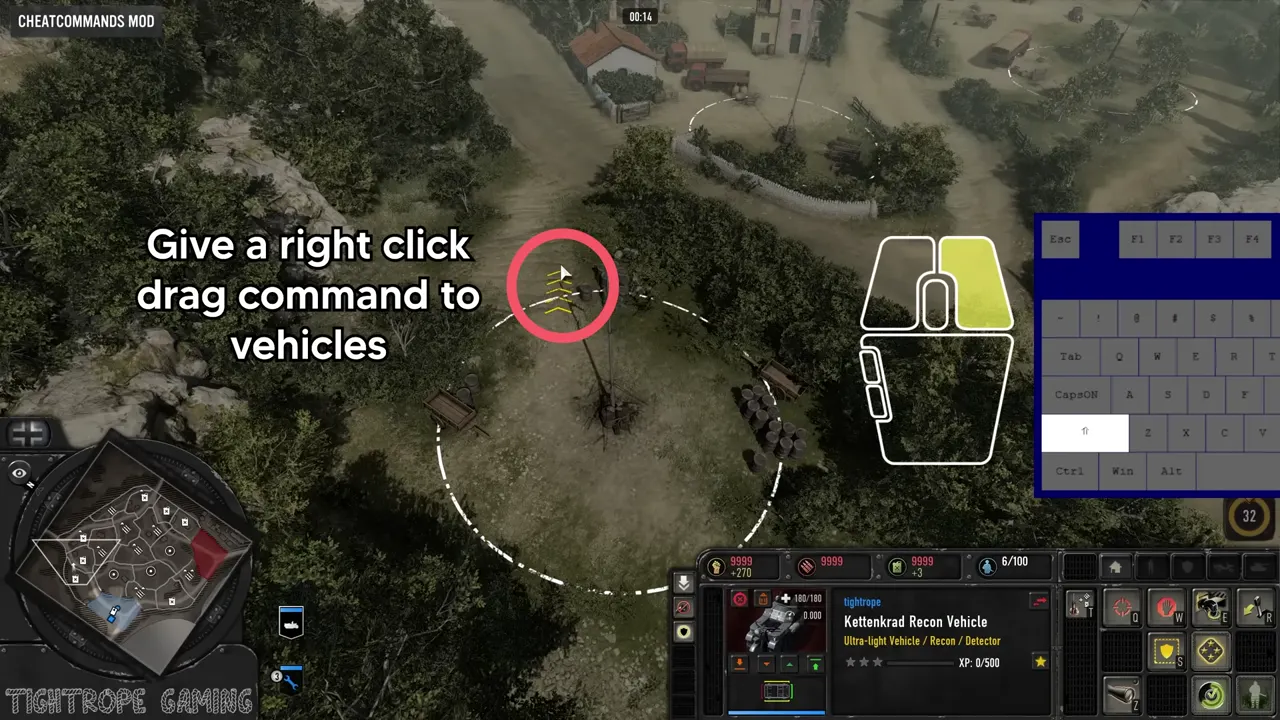 CHEATCOMMANDS MOD
00:14
Give a right click
drag command to
vehicles
Esc F1 F2 F3 F4
~ ! @ # $ %
Tab Q W E R T
CapsON A S D F
⇧ Z X C V
Ctrl Win Alt
32
9999 +270
9999
9999 +3
6/100
180/180
0.000
tightrope
Kettenkrad Recon Vehicle
Ultra-light Vehicle / Recon / Detector
XP: 0/500
T Q W E R
S
Z
3
N
TIGHTROPE GAMING